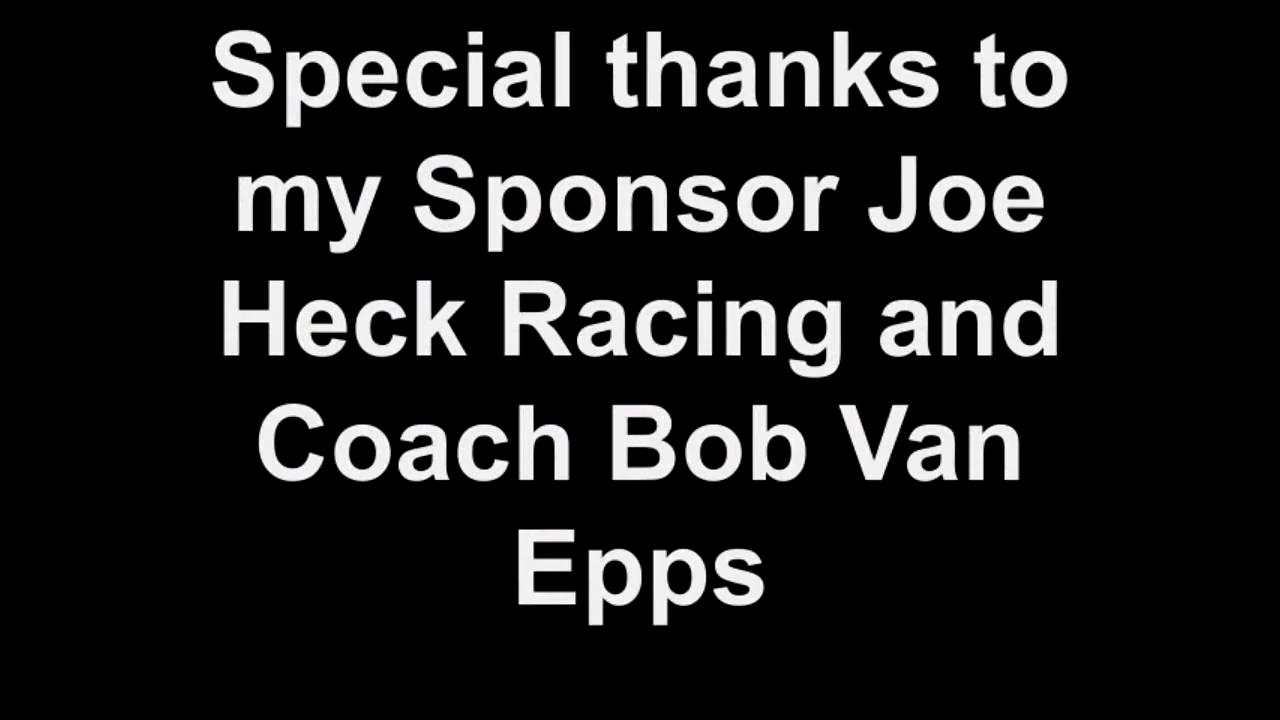 Special thanks to
my Sponsor Joe
Heck Racing and
Coach Bob Van
Epps